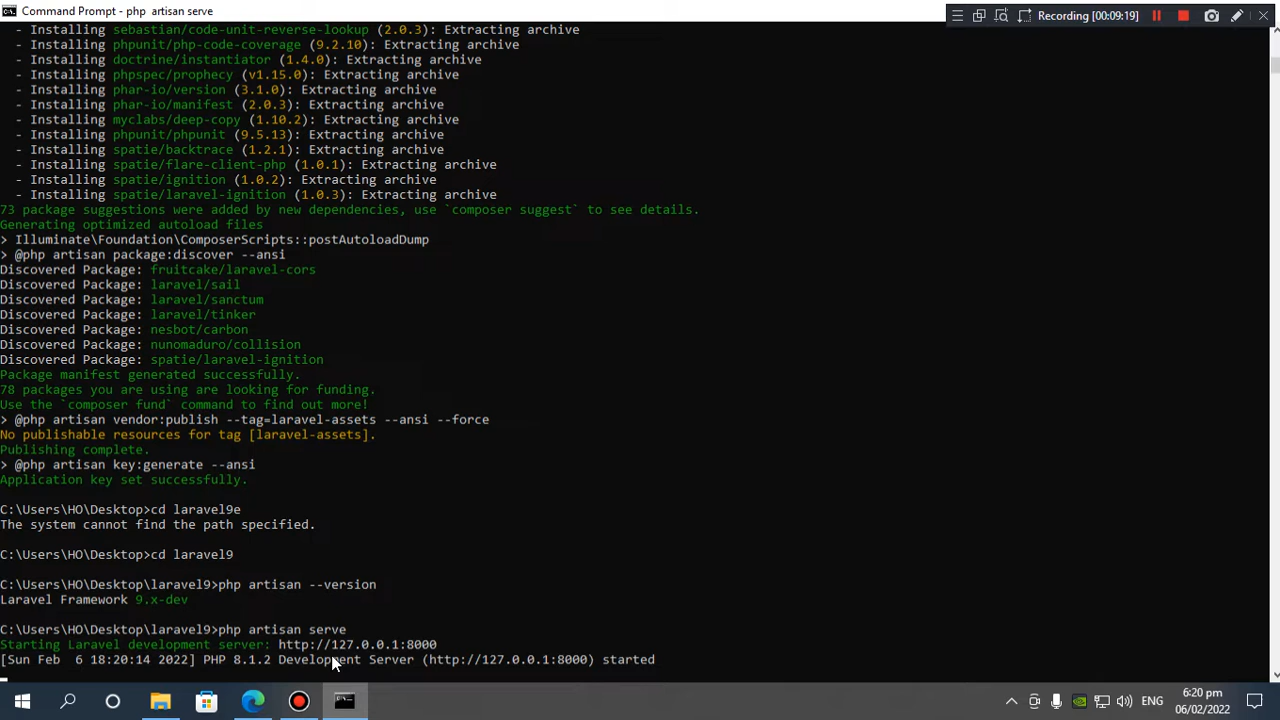 Command Prompt - php  artisan serve
Recording [00:09:19]
- Installing sebastian/code-unit-reverse-lookup (2.0.3): Extracting archive
- Installing phpunit/php-code-coverage (9.2.10): Extracting archive
- Installing doctrine/instantiator (1.4.0): Extracting archive
- Installing phpspec/prophecy (v1.15.0): Extracting archive
- Installing phar-io/version (3.1.0): Extracting archive
- Installing phar-io/manifest (2.0.3): Extracting archive
- Installing myclabs/deep-copy (1.10.2): Extracting archive
- Installing phpunit/phpunit (9.5.13): Extracting archive
- Installing spatie/backtrace (1.2.1): Extracting archive
- Installing spatie/flare-client-php (1.0.1): Extracting archive
- Installing spatie/ignition (1.0.2): Extracting archive
- Installing spatie/laravel-ignition (1.0.3): Extracting archive
73 package suggestions were added by new dependencies, use `composer suggest` to see details.
Generating optimized autoload files
> Illuminate\Foundation\ComposerScripts::postAutoloadDump
> @php artisan package:discover --ansi
Discovered Package: fruitcake/laravel-cors
Discovered Package: laravel/sail
Discovered Package: laravel/sanctum
Discovered Package: laravel/tinker
Discovered Package: nesbot/carbon
Discovered Package: nunomaduro/collision
Discovered Package: spatie/laravel-ignition
Package manifest generated successfully.
78 packages you are using are looking for funding.
Use the `composer fund` command to find out more!
> @php artisan vendor:publish --tag=laravel-assets --ansi --force
No publishable resources for tag [laravel-assets].
Publishing complete.
> @php artisan key:generate --ansi
Application key set successfully.
C:\Users\HO\Desktop>cd laravel9e
The system cannot find the path specified.
C:\Users\HO\Desktop>cd laravel9
C:\Users\HO\Desktop\laravel9>php artisan --version
Laravel Framework 9.x-dev
C:\Users\HO\Desktop\laravel9>php artisan serve
Starting Laravel development server: http://127.0.0.1:8000
[Sun Feb  6 18:20:14 2022] PHP 8.1.2 Development Server (http://127.0.0.1:8000) started
ENG
6:20 pm
06/02/2022